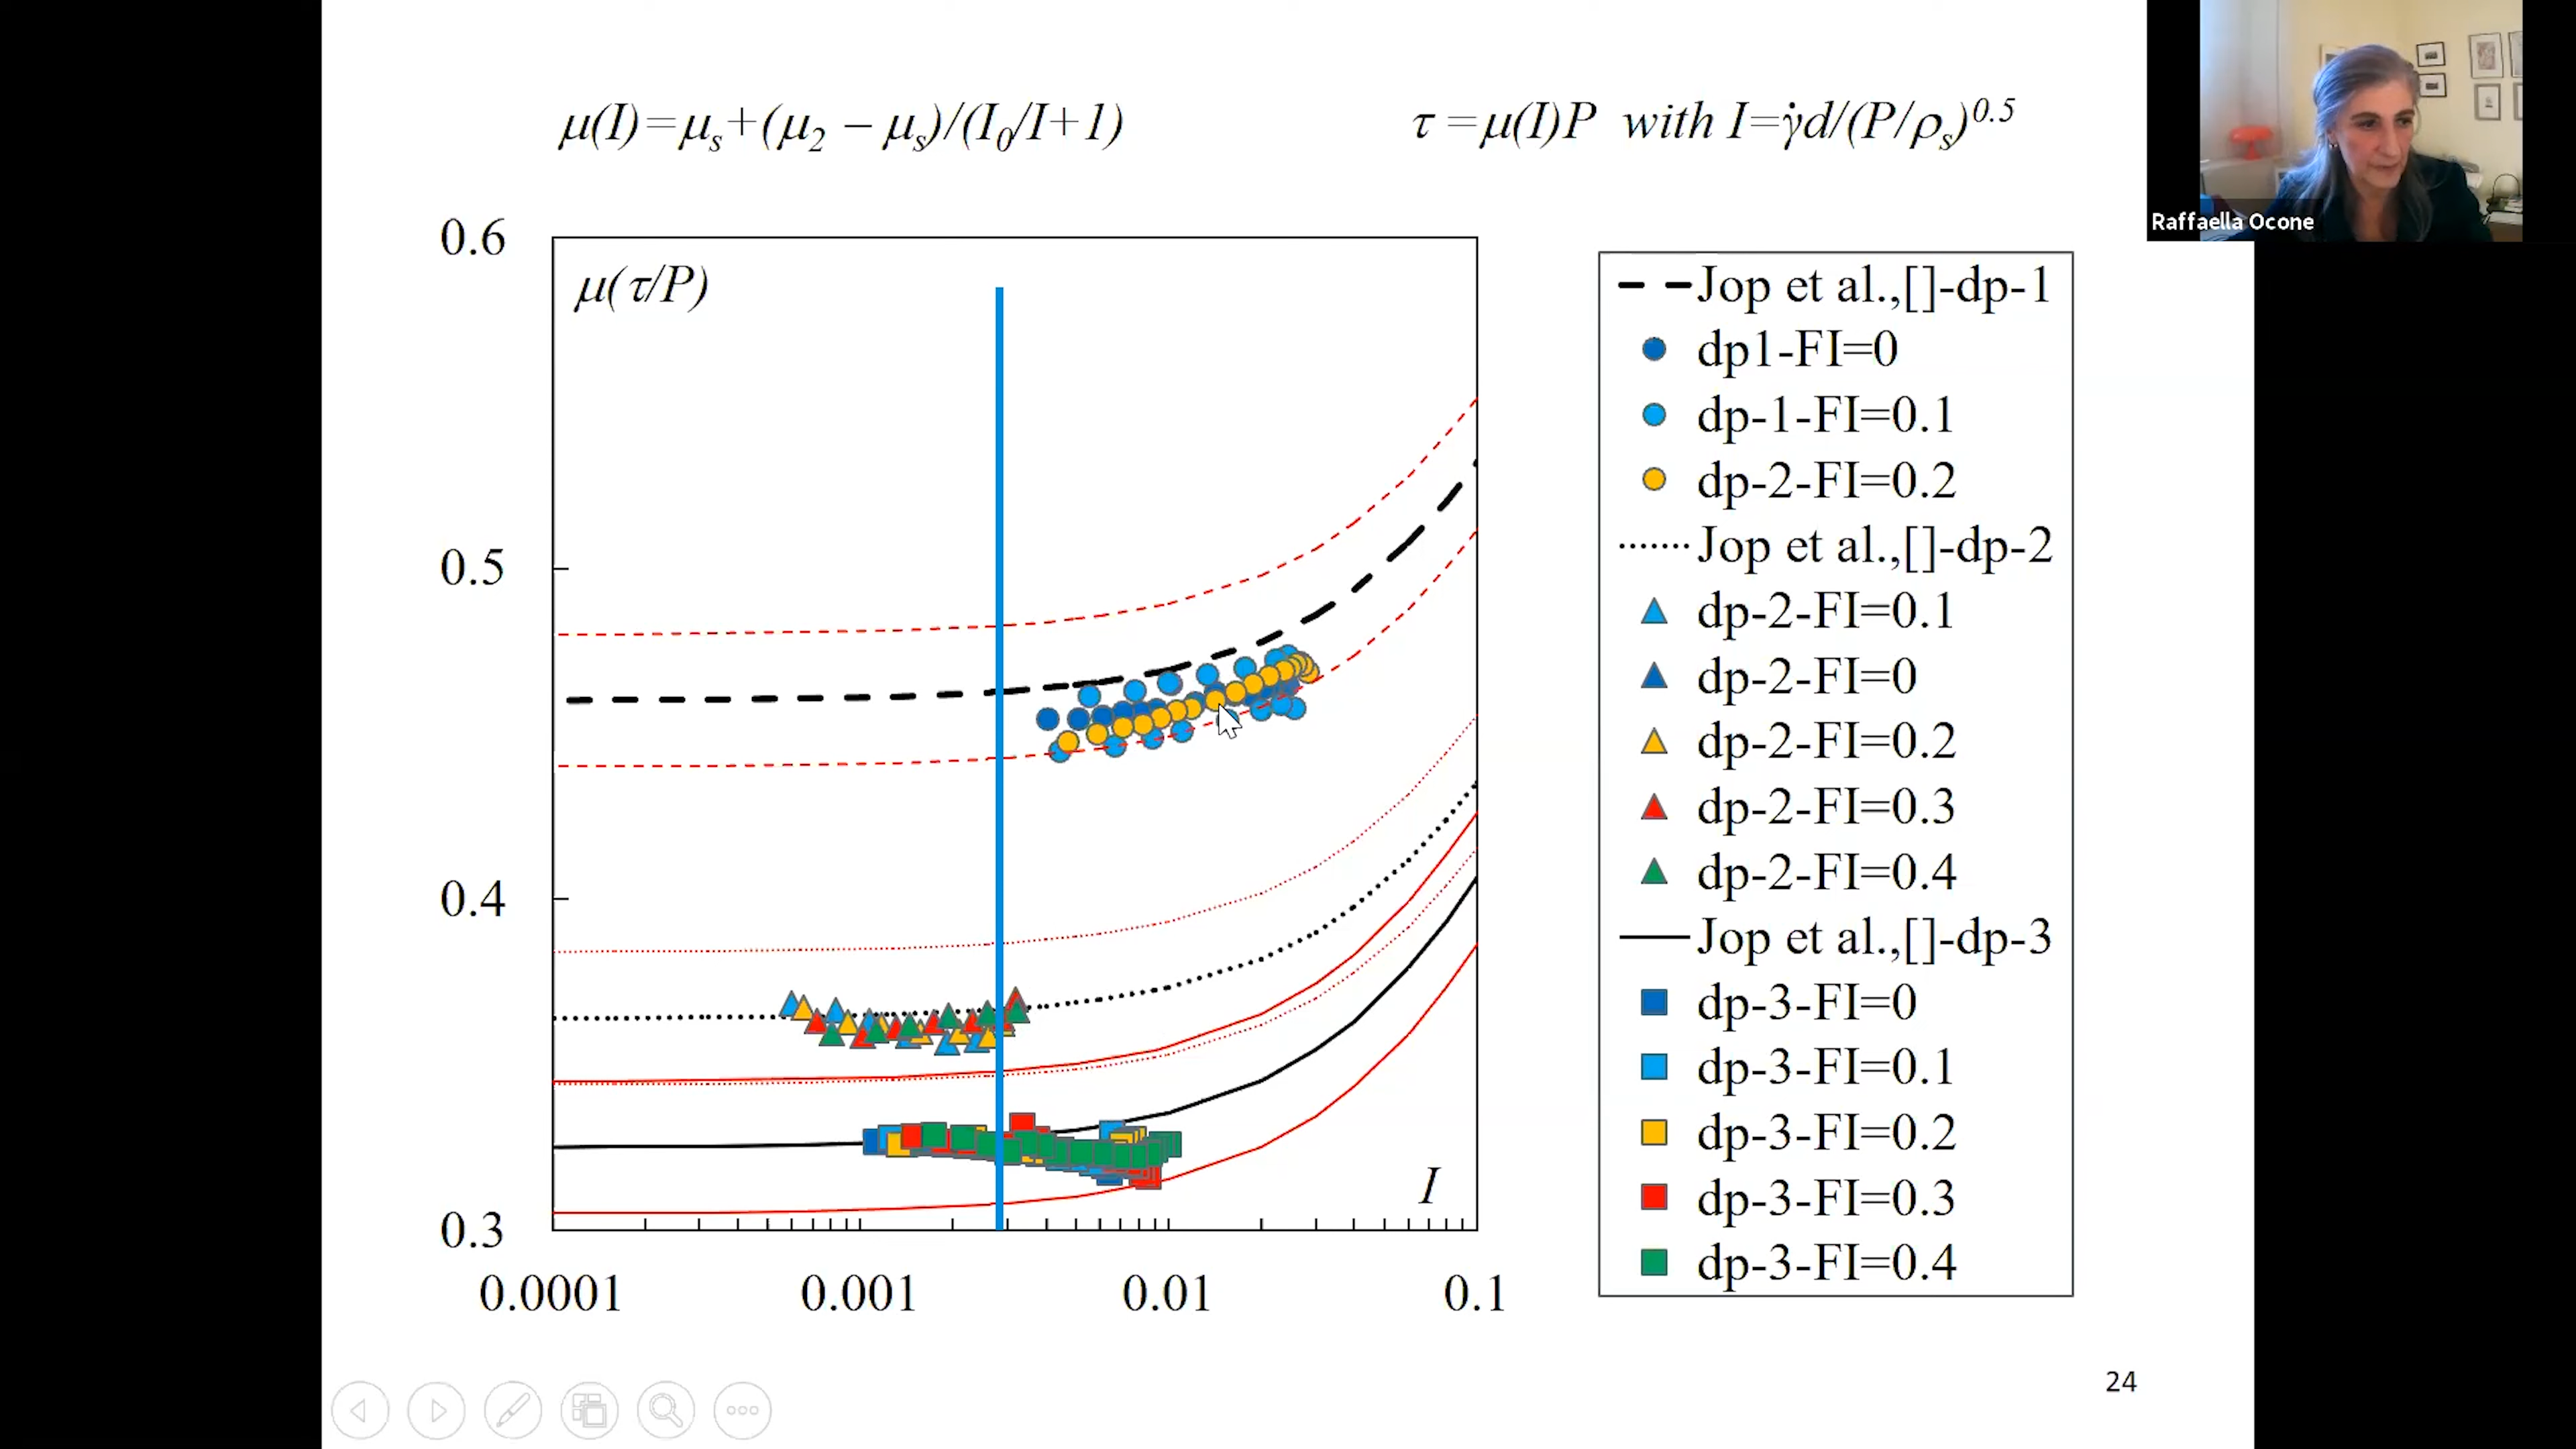 μ(I)=μs+(μ2 – μs)/(I0/I+1)
τ =μ(I)P with I=γ̇d/(P/ρs)0.5
Raffaella Ocone
0.6
0.5
0.4
0.3
μ(τ/P)
I
0.0001 0.001 0.01 0.1
Jop et al.,[]-dp-1
dp1-FI=0
dp-1-FI=0.1
dp-2-FI=0.2
Jop et al.,[]-dp-2
dp-2-FI=0.1
dp-2-FI=0
dp-2-FI=0.2
dp-2-FI=0.3
dp-2-FI=0.4
Jop et al.,[]-dp-3
dp-3-FI=0
dp-3-FI=0.1
dp-3-FI=0.2
dp-3-FI=0.3
dp-3-FI=0.4
24